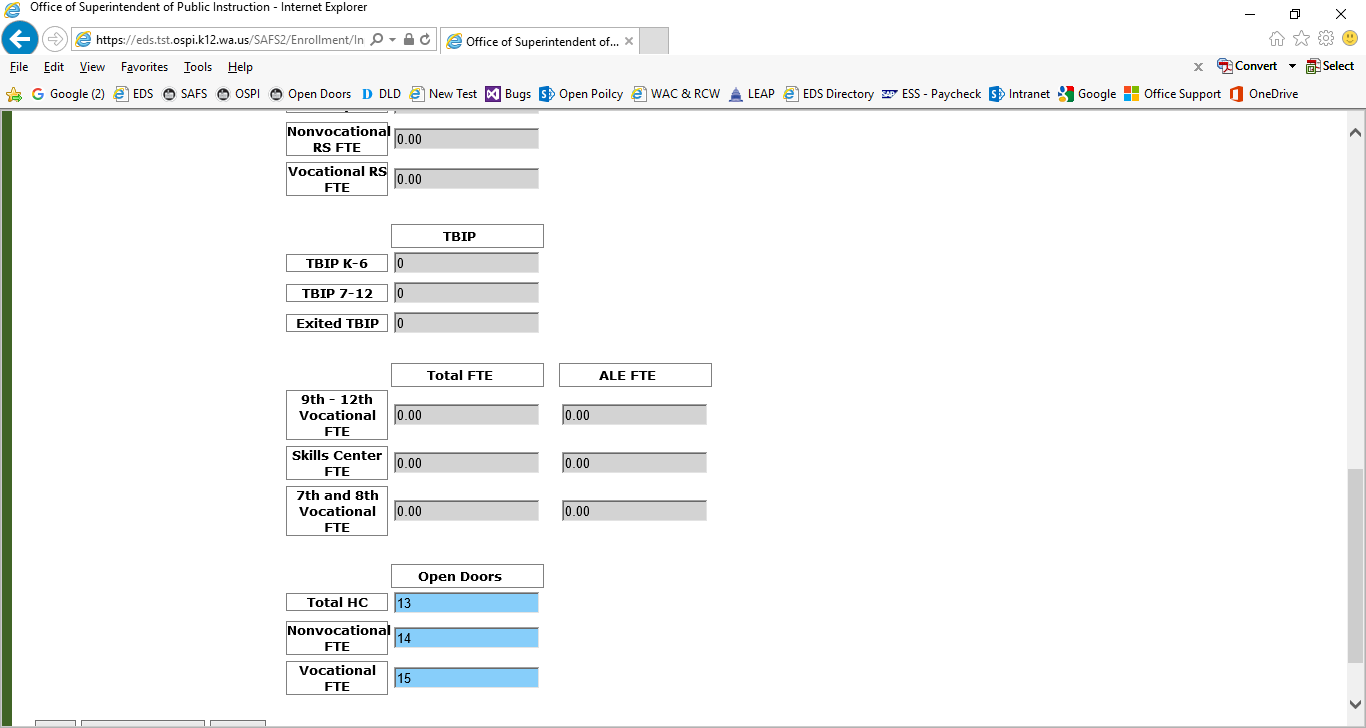 Office of Superintendent of Public Instruction - Internet Explorer
https://eds.tst.ospi.k12.wa.us/SAFS2/Enrollment/In
Office of Superintendent of...
File Edit View Favorites Tools Help
x Convert Select
Google (2) EDS SAFS OSPI Open Doors DLD New Test Bugs Open Poilcy WAC & RCW LEAP EDS Directory ESS - Paycheck Intranet Google Office Support OneDrive
Nonvocational
RS FTE
0.00
Vocational RS
FTE
0.00
TBIP
TBIP K-6 0
TBIP 7-12 0
Exited TBIP 0
Total FTE ALE FTE
9th - 12th
Vocational
FTE
0.00 0.00
Skills Center
FTE
0.00 0.00
7th and 8th
Vocational
FTE
0.00 0.00
Open Doors
Total HC 13
Nonvocational
FTE
14
Vocational
FTE
15